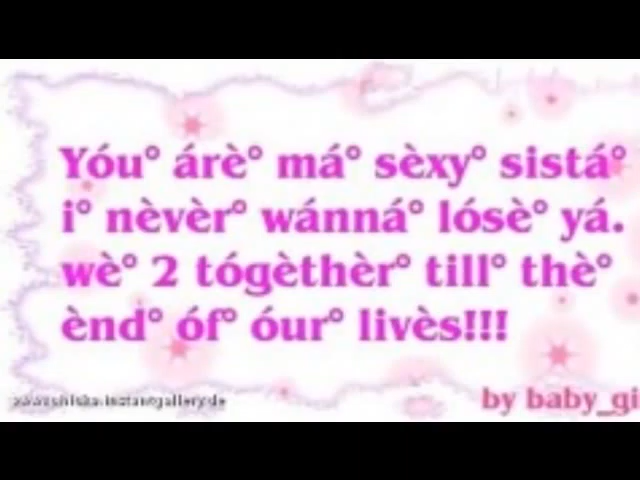 Yóu° árè° má° sèxy° sistá°
i° nèvèr° wánná° lósè° yá.
wè° 2 tógèthèr° till° thè°
ènd° óf° óur° livès!!!
by baby_gi